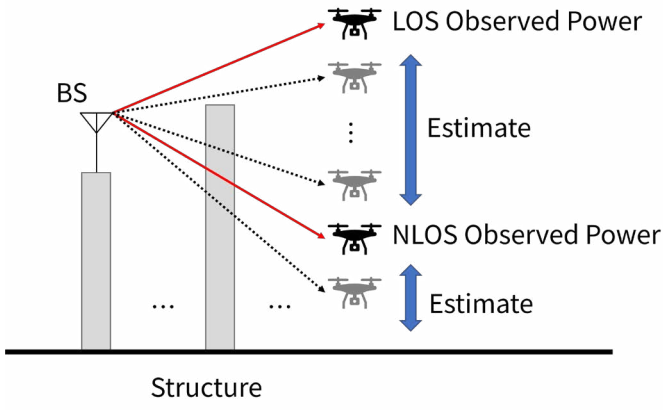 LOS Observed Power
BS
Estimate
⋮
NLOS Observed Power
Estimate
... ...
Structure